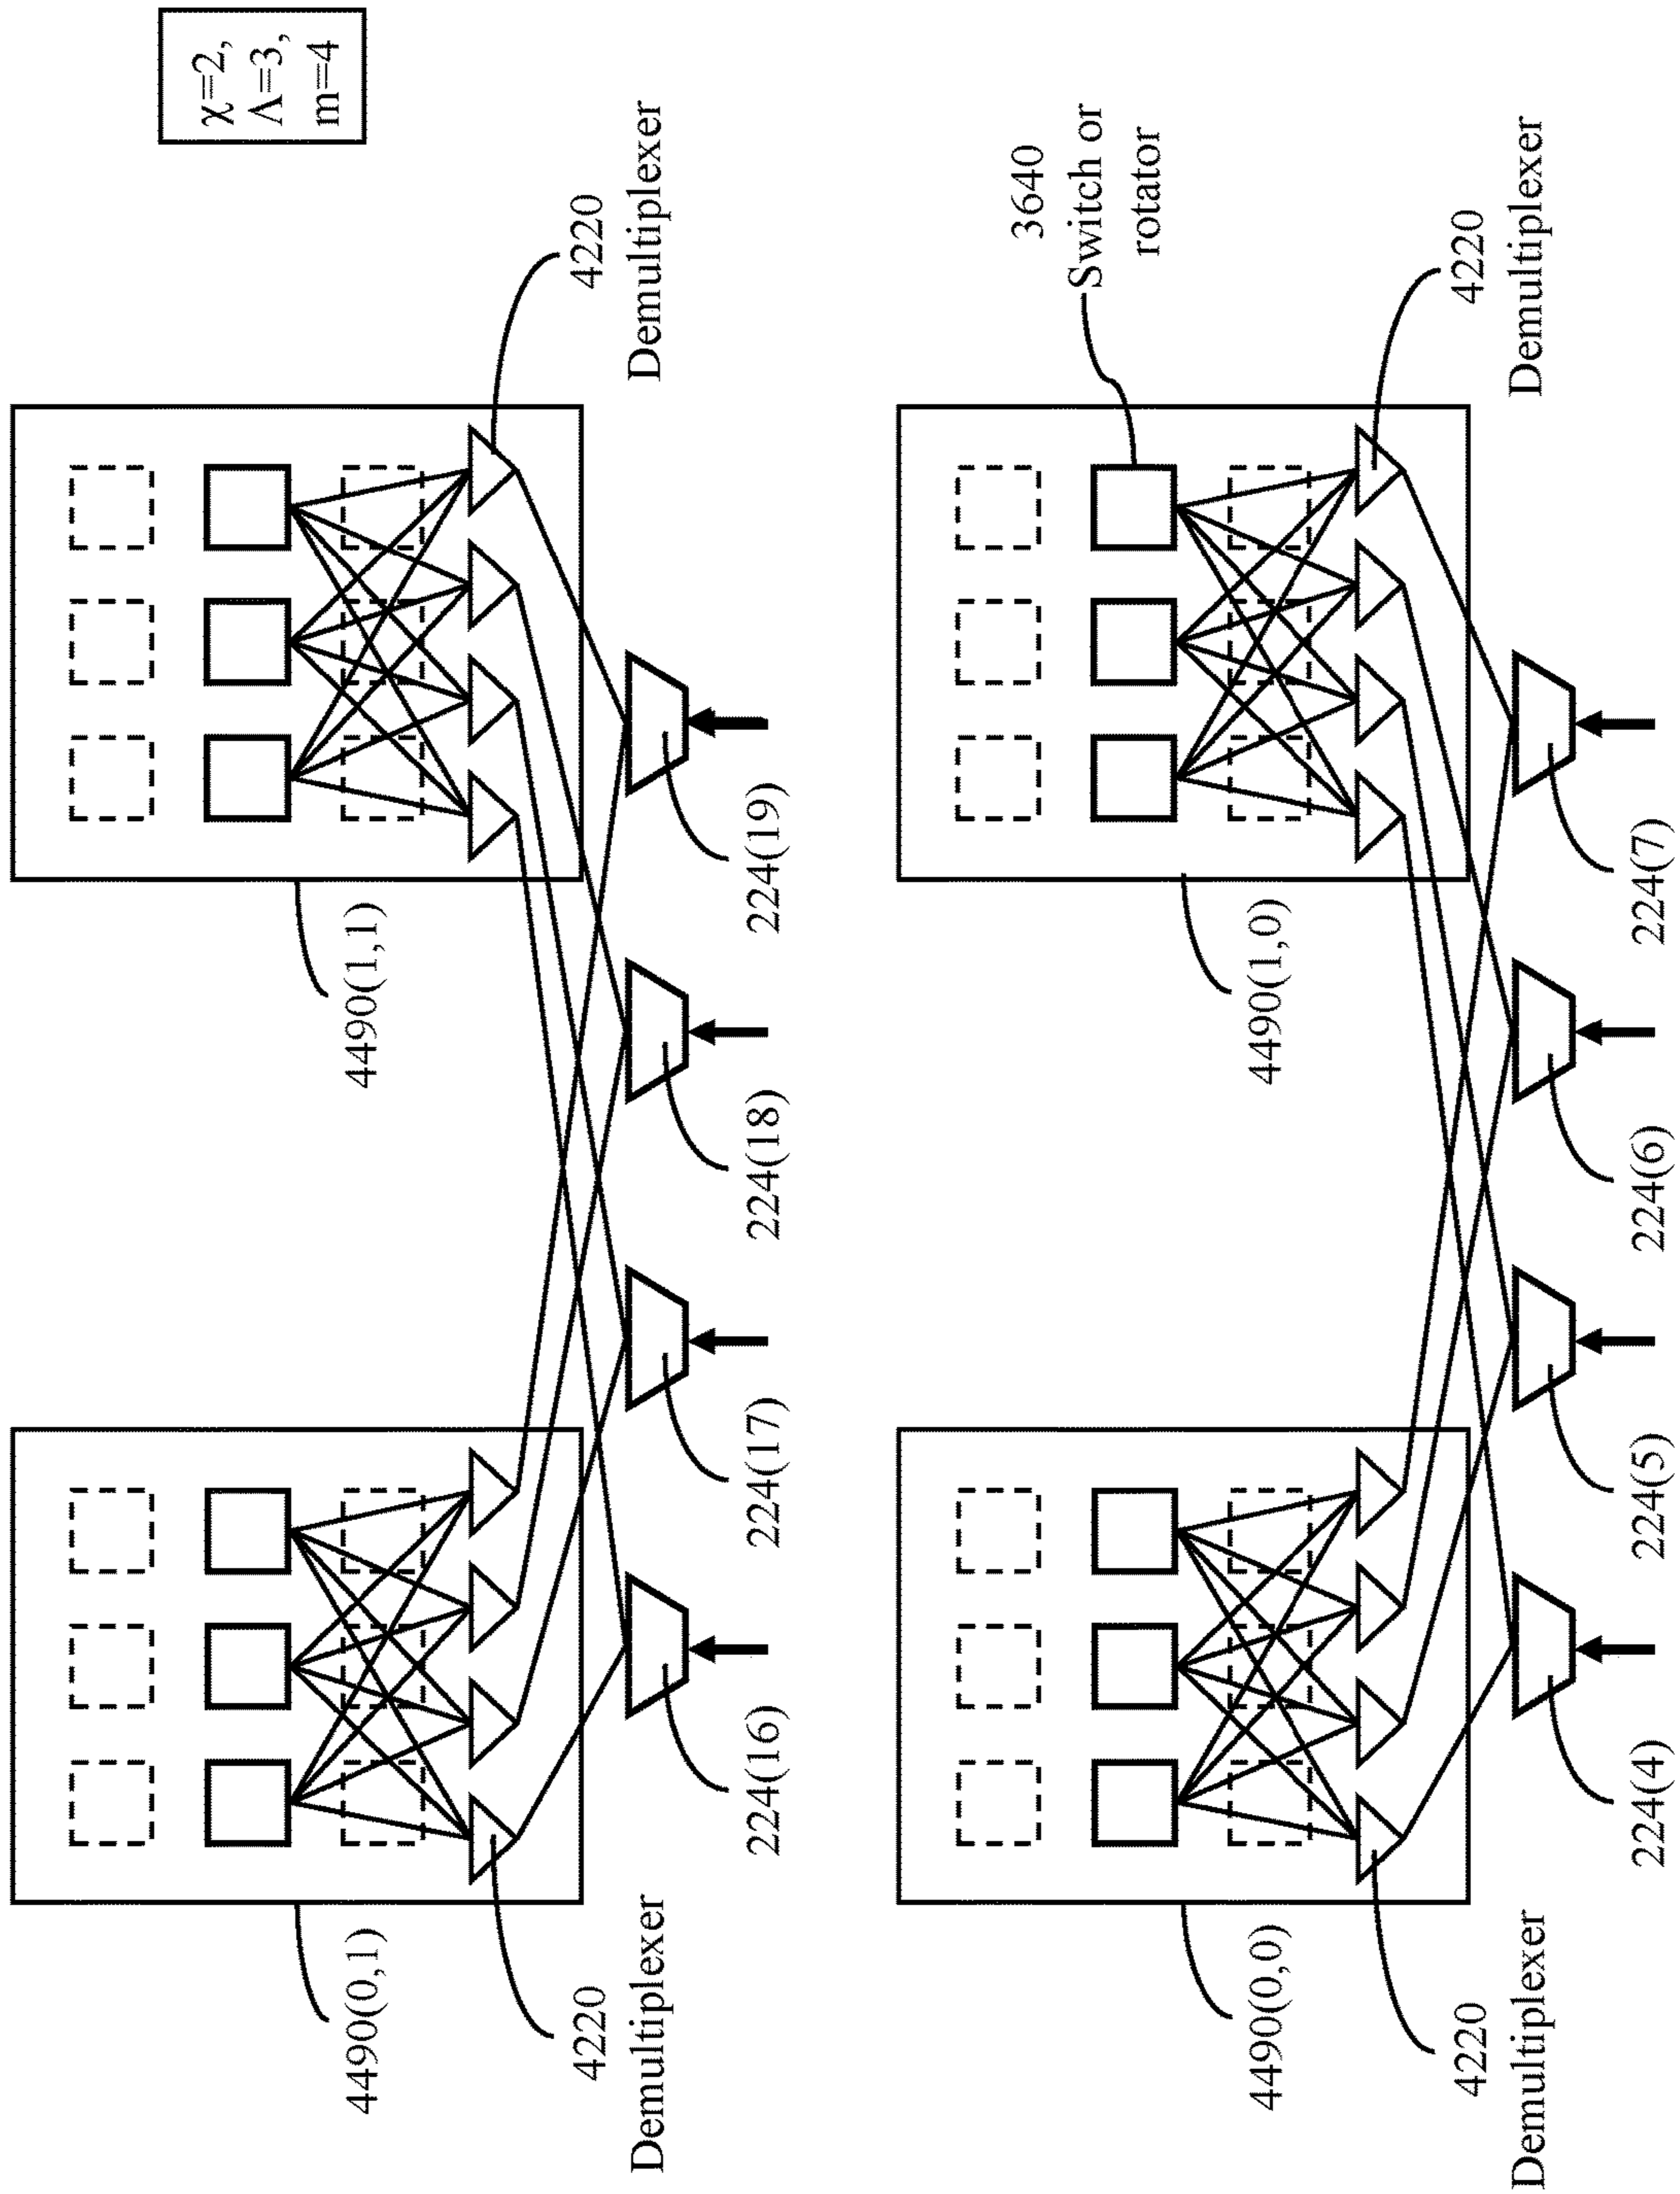 χ=2,
Λ=3,
m=4
4490(0,1)
4490(1,1)
4220
Demultiplexer
4220
Demultiplexer
224(16)
224(17)
224(18)
224(19)
3640
Switch or
rotator
4490(0,0)
4490(1,0)
4220
Demultiplexer
4220
Demultiplexer
224(4)
224(5)
224(6)
224(7)